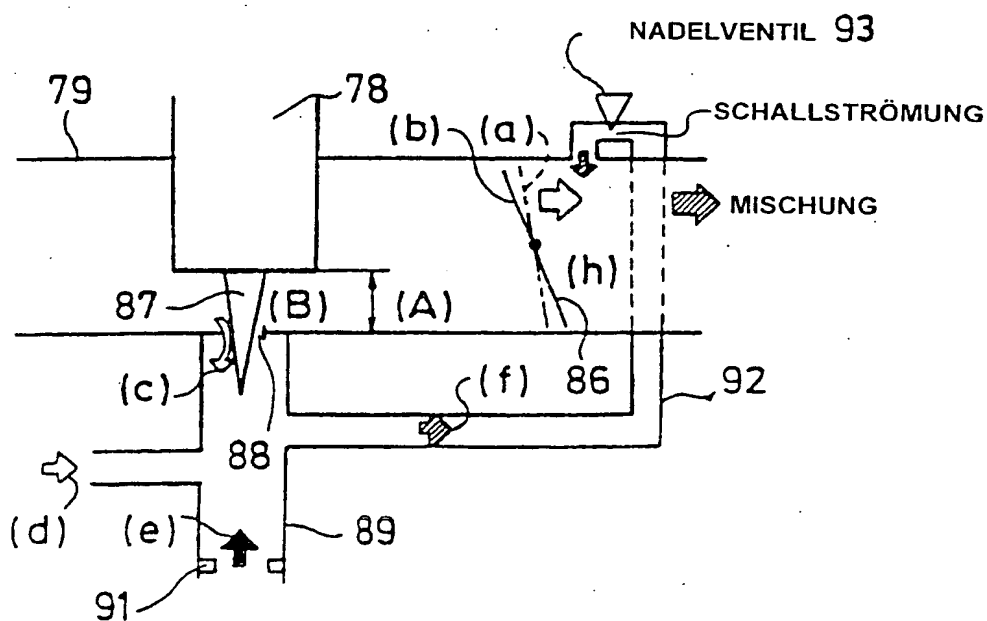 NADELVENTIL 93
79
78
(b)
(a)
SCHALLSTRÖMUNG
MISCHUNG
87
(B)
(A)
(h)
(c)
86
(f)
92
88
(d)
(e)
89
91